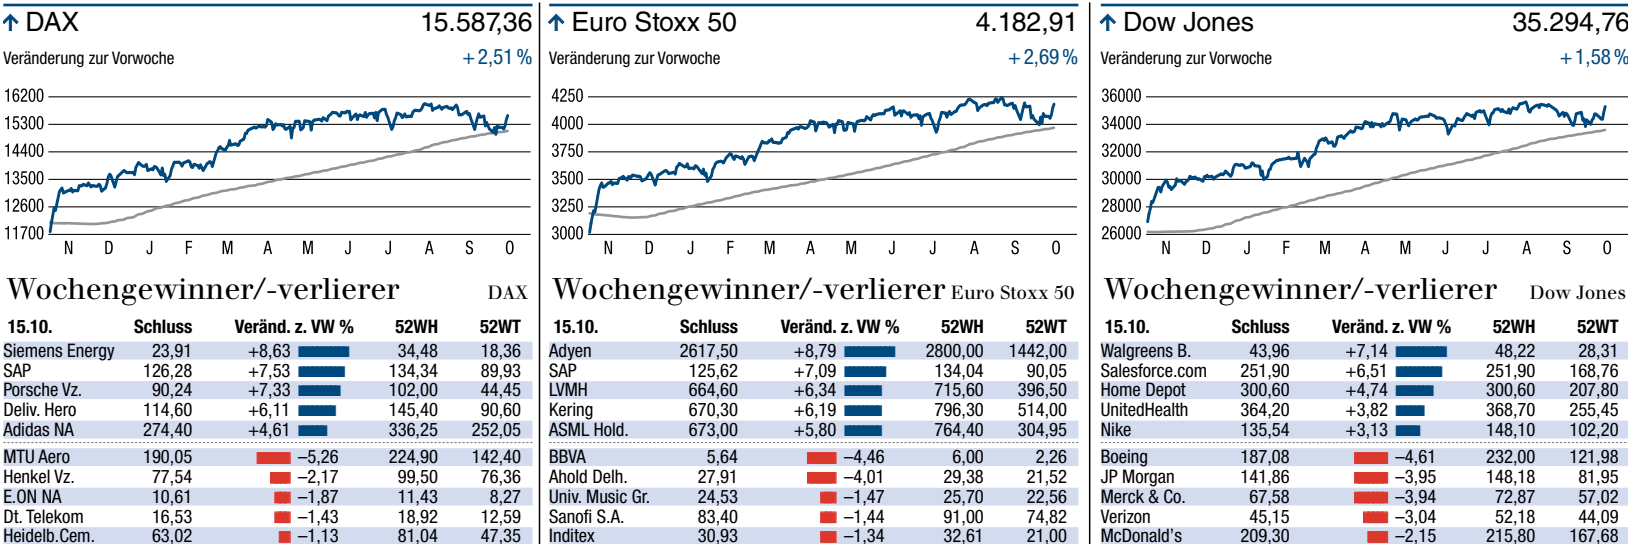 DAX 15.587,36
Veränderung zur Vorwoche +2,51 %
16200
15300
14400
13500
12600
11700
N D J F M A M J J A S O
Wochengewinner/-verlierer DAX
15.10. Schluss Veränd. z. VW % 52WH 52WT
Siemens Energy 23,91 +8,63 34,48 18,36
SAP 126,28 +7,53 134,34 89,93
Porsche Vz. 90,24 +7,33 102,00 44,45
Deliv. Hero 114,60 +6,11 145,40 90,60
Adidas NA 274,40 +4,61 336,25 252,05
MTU Aero 190,05 –5,26 224,90 142,40
Henkel Vz. 77,54 –2,17 99,50 76,36
E.ON NA 10,61 –1,87 11,43 8,27
Dt. Telekom 16,53 –1,43 18,92 12,59
Heidelb.Cem. 63,02 –1,13 81,04 47,35
Euro Stoxx 50 4.182,91
Veränderung zur Vorwoche +2,69 %
4250
4000
3750
3500
3250
3000
N D J F M A M J J A S O
Wochengewinner/-verlierer Euro Stoxx 50
15.10. Schluss Veränd. z. VW % 52WH 52WT
Adyen 2617,50 +8,79 2800,00 1442,00
SAP 125,62 +7,09 134,04 90,05
LVMH 664,60 +6,34 715,60 396,50
Kering 670,30 +6,19 796,30 514,00
ASML Hold. 673,00 +5,80 764,40 304,95
BBVA 5,64 –4,46 6,00 2,26
Ahold Delh. 27,91 –4,01 29,38 21,52
Univ. Music Gr. 24,53 –1,47 25,70 22,56
Sanofi S.A. 83,40 –1,44 91,00 74,82
Inditex 30,93 –1,34 32,61 21,00
Dow Jones 35.294,76
Veränderung zur Vorwoche +1,58 %
36000
34000
32000
30000
28000
26000
N D J F M A M J J A S O
Wochengewinner/-verlierer Dow Jones
15.10. Schluss Veränd. z. VW % 52WH 52WT
Walgreens B. 43,96 +7,14 48,22 28,31
Salesforce.com 251,90 +6,51 251,90 168,76
Home Depot 300,60 +4,74 300,60 207,80
UnitedHealth 364,20 +3,82 368,70 255,45
Nike 135,54 +3,13 148,10 102,20
Boeing 187,08 –4,61 232,00 121,98
JP Morgan 141,86 –3,95 148,18 81,95
Merck & Co. 67,58 –3,94 72,87 57,02
Verizon 45,15 –3,04 52,18 44,09
McDonald's 209,30 –2,15 215,80 167,68